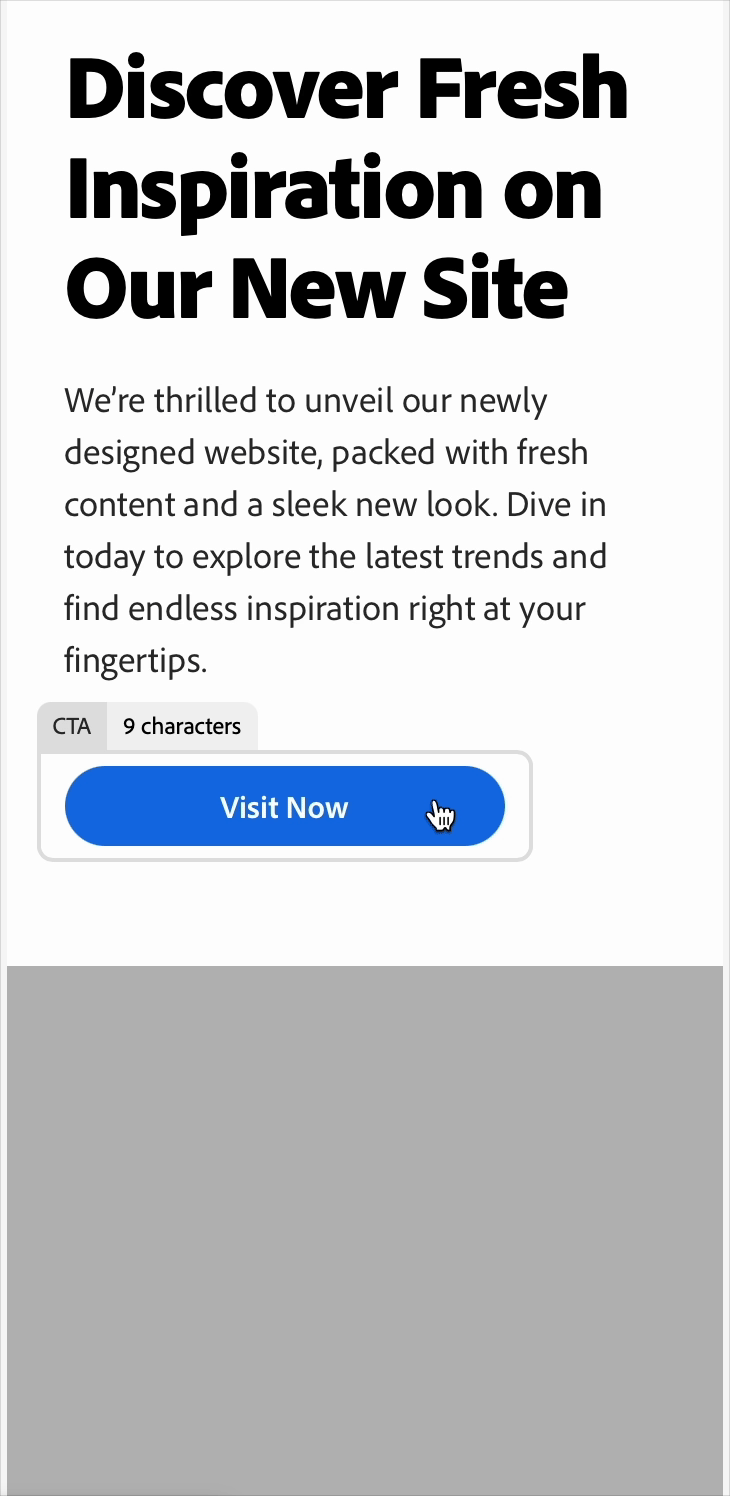 Discover Fresh
Inspiration on
Our New Site
We’re thrilled to unveil our newly
designed website, packed with fresh
content and a sleek new look. Dive in
today to explore the latest trends and
find endless inspiration right at your
fingertips.
CTA 9 characters
Visit Now